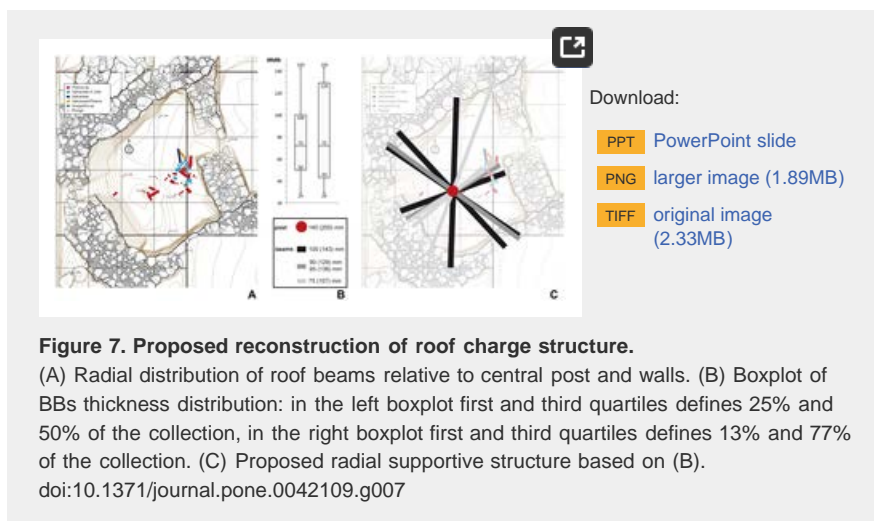 A
B
C
post
beams
Download:
PPT PowerPoint slide
PNG larger image (1.89MB)
TIFF original image
(2.33MB)
Figure 7. Proposed reconstruction of roof charge structure.
(A) Radial distribution of roof beams relative to central post and walls. (B) Boxplot of
BBs thickness distribution: in the left boxplot first and third quartiles defines 25% and
50% of the collection, in the right boxplot first and third quartiles defines 13% and 77%
of the collection. (C) Proposed radial supportive structure based on (B).
doi:10.1371/journal.pone.0042109.g007